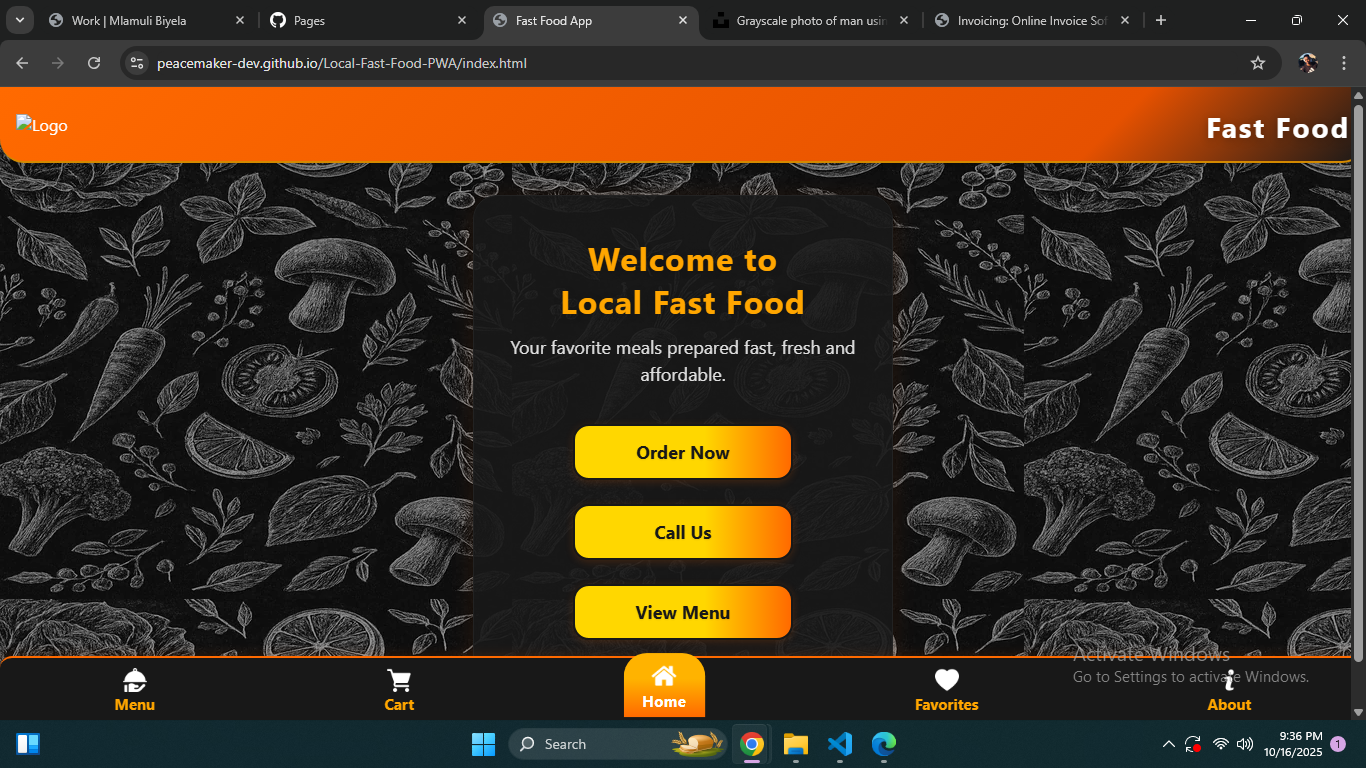 Work | Mlamuli Biyela
Pages
Fast Food App
Grayscale photo of man usin
Invoicing: Online Invoice Sof
peacemaker-dev.github.io/Local-Fast-Food-PWA/index.html
Logo
Fast Food
Welcome to
Local Fast Food
Your favorite meals prepared fast, fresh and
affordable.
Order Now
Call Us
View Menu
Activate Windows
Go to Settings to activate Windows.
Menu
Cart
Home
Favorites
About
Search
9:36 PM
10/16/2025
1